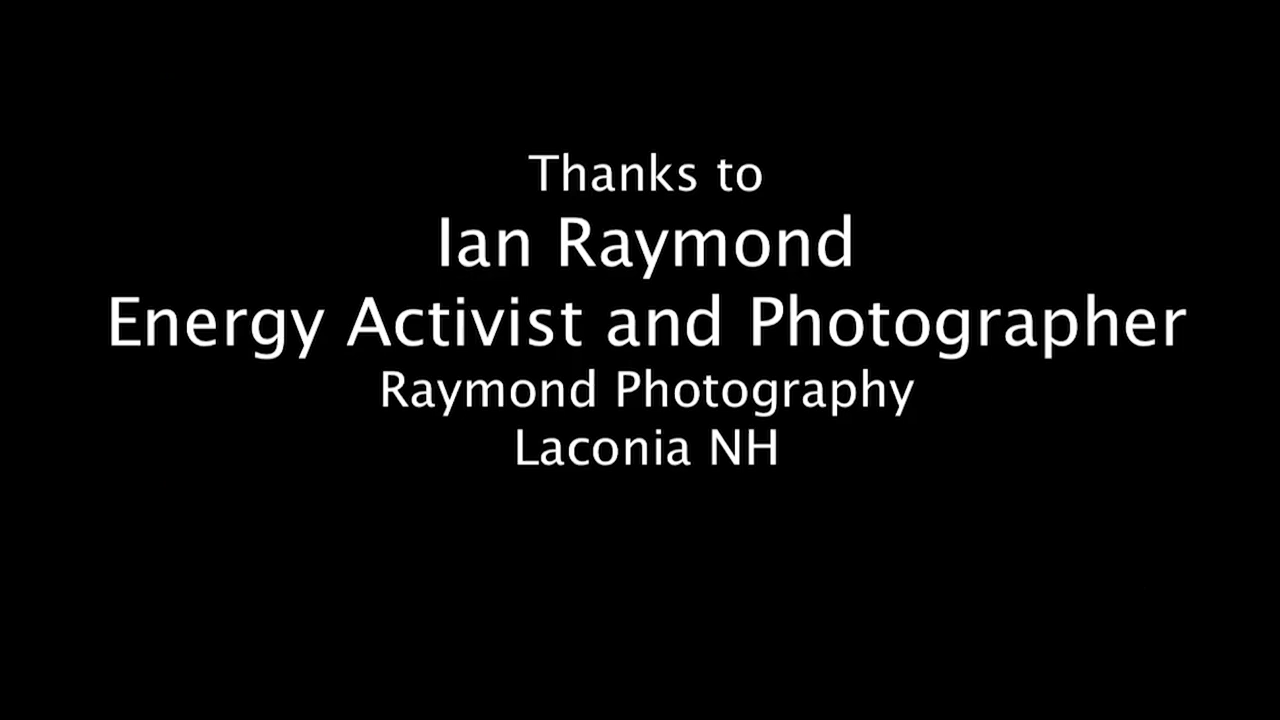 Thanks to
Ian Raymond
Energy Activist and Photographer
Raymond Photography
Laconia NH